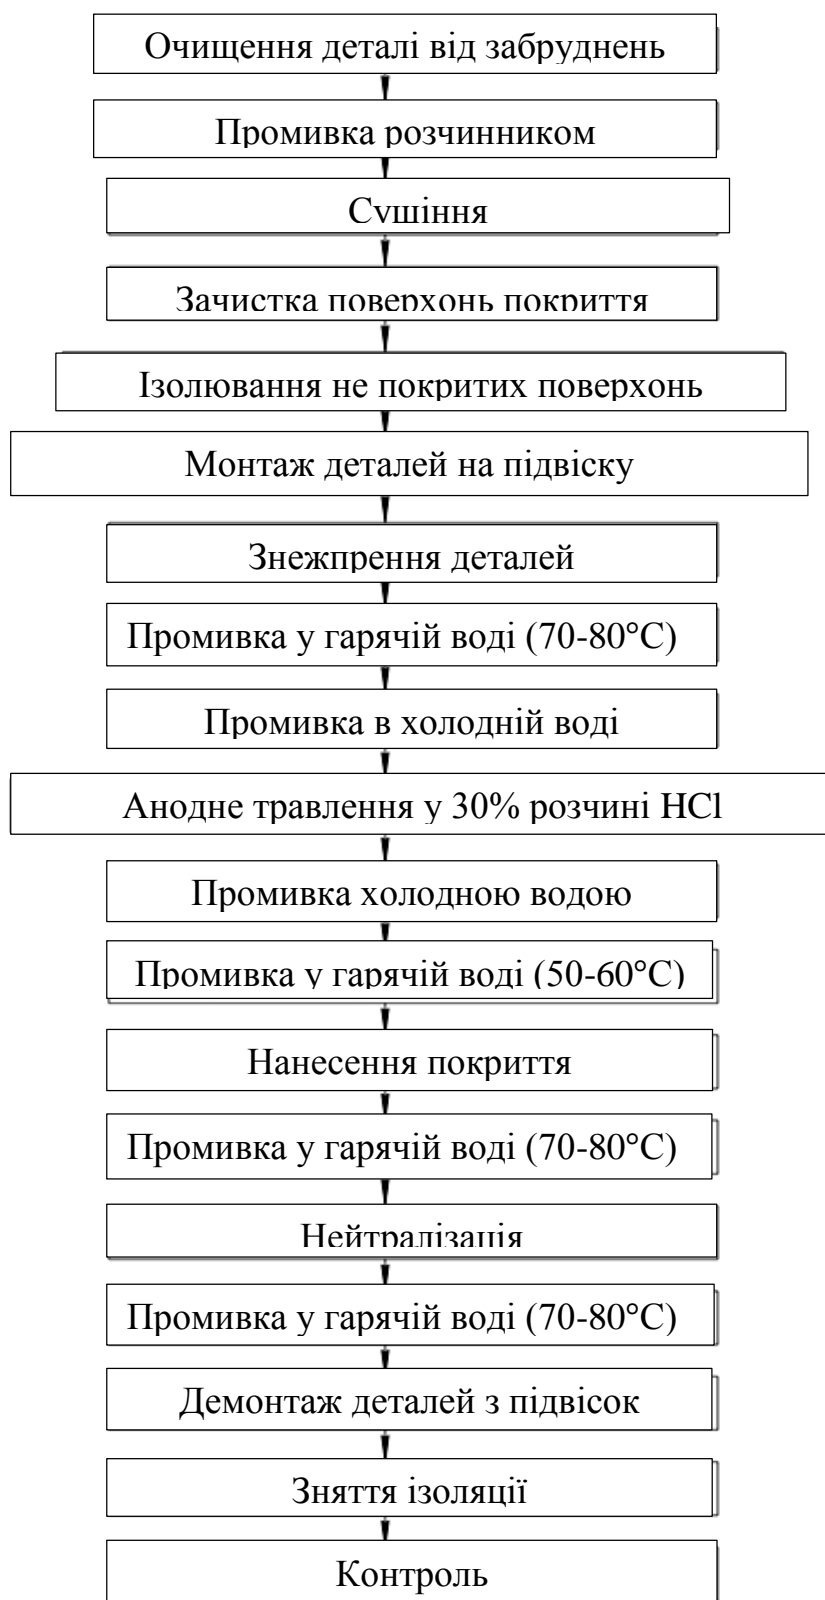 Очищення деталі від забруднень
Промивка розчинником
Сушіння
Зачистка поверхонь покриття
Ізолювання не покритих поверхонь
Монтаж деталей на підвіску
Знежирення деталей
Промивка у гарячій воді (70-80°С)
Промивка в холодній воді
Анодне травлення у 30% розчині HCl
Промивка холодною водою
Промивка у гарячій воді (50-60°С)
Нанесення покриття
Промивка у гарячій воді (70-80°С)
Нейтралізація
Промивка у гарячій воді (70-80°С)
Демонтаж деталей з підвісок
Зняття ізоляції
Контроль